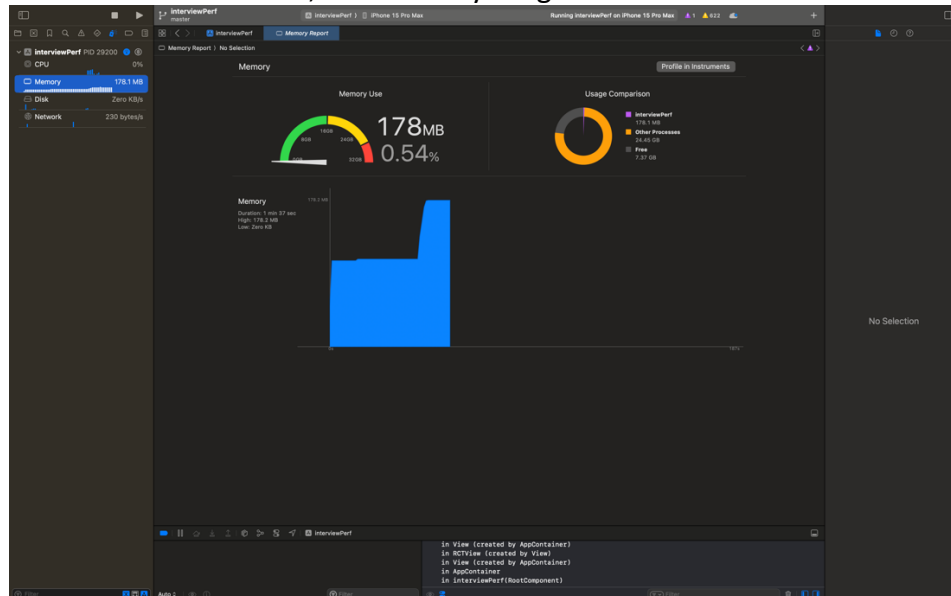 interviewPerf
master
interviewPerf
iPhone 15 Pro Max
Running interviewPerf on iPhone 15 Pro Max
1
822
interviewPerf
Memory Report
Memory Report
No Selection
interviewPerf PID 29200
CPU 0%
Memory 178.1 MB
Disk Zero KB/s
Network 230 bytes/s
Memory
Profile in Instruments
Memory Use
178MB
0.54%
Usage Comparison
InterviewPerf
178.1 MB
Other Processes
24.45 GB
Free
7.37 GB
Memory
Duration: 1 min 37 sec
High: 178.2 MB
Low: Zero KB
178.2 MB
No Selection
interviewPerf
in View (created by AppContainer)
in RCTView (created by View)
in View (created by AppContainer)
in AppContainer
in interviewPerf(RootComponent)
Filter
Auto
Filter
Filter